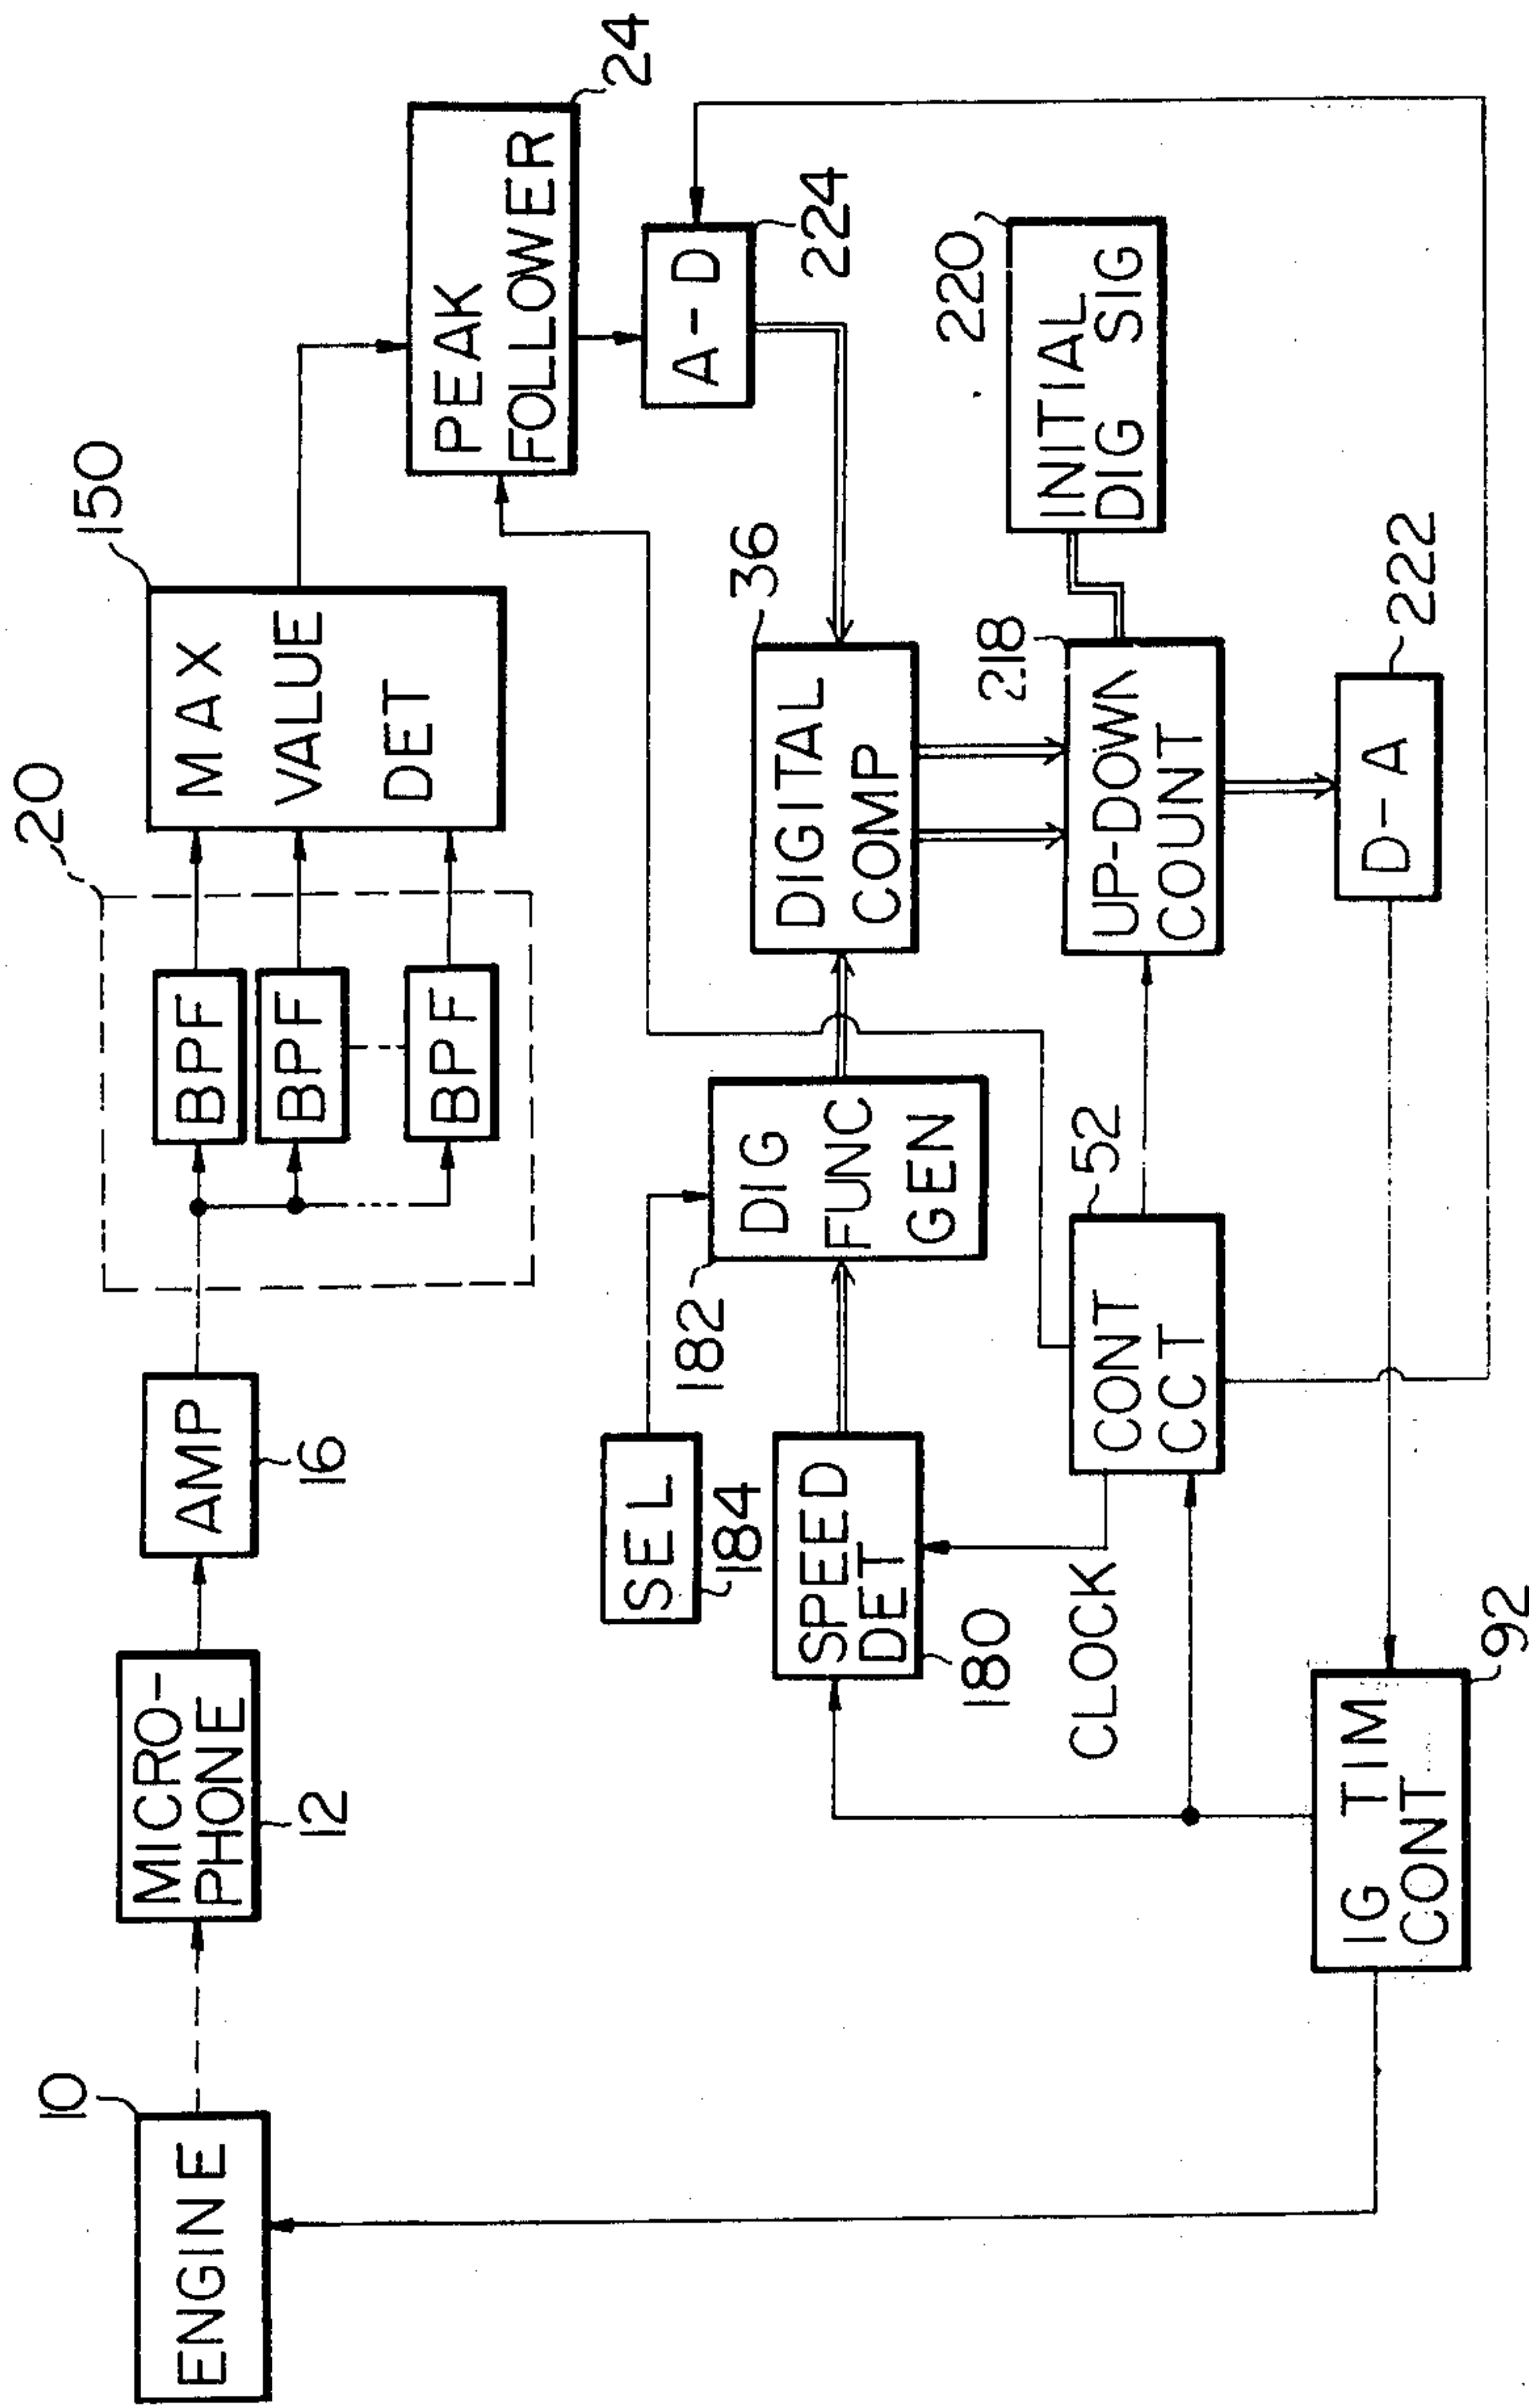 10
ENGINE
MICRO-
PHONE
12
AMP
16
20
BPF
BPF
BPF
150
MAX
VALUE
DET
PEAK
FOLLOWER
24
A-D
224
SEL
184
182
DIG
FUNC
GEN
36
DIGITAL
COMP
SPEED
DET
180
CLOCK
52
CONT
CCT
218
UP-DOWN
COUNT
220
INITIAL
DIG SIG
222
D-A
IG TIM
CONT
92